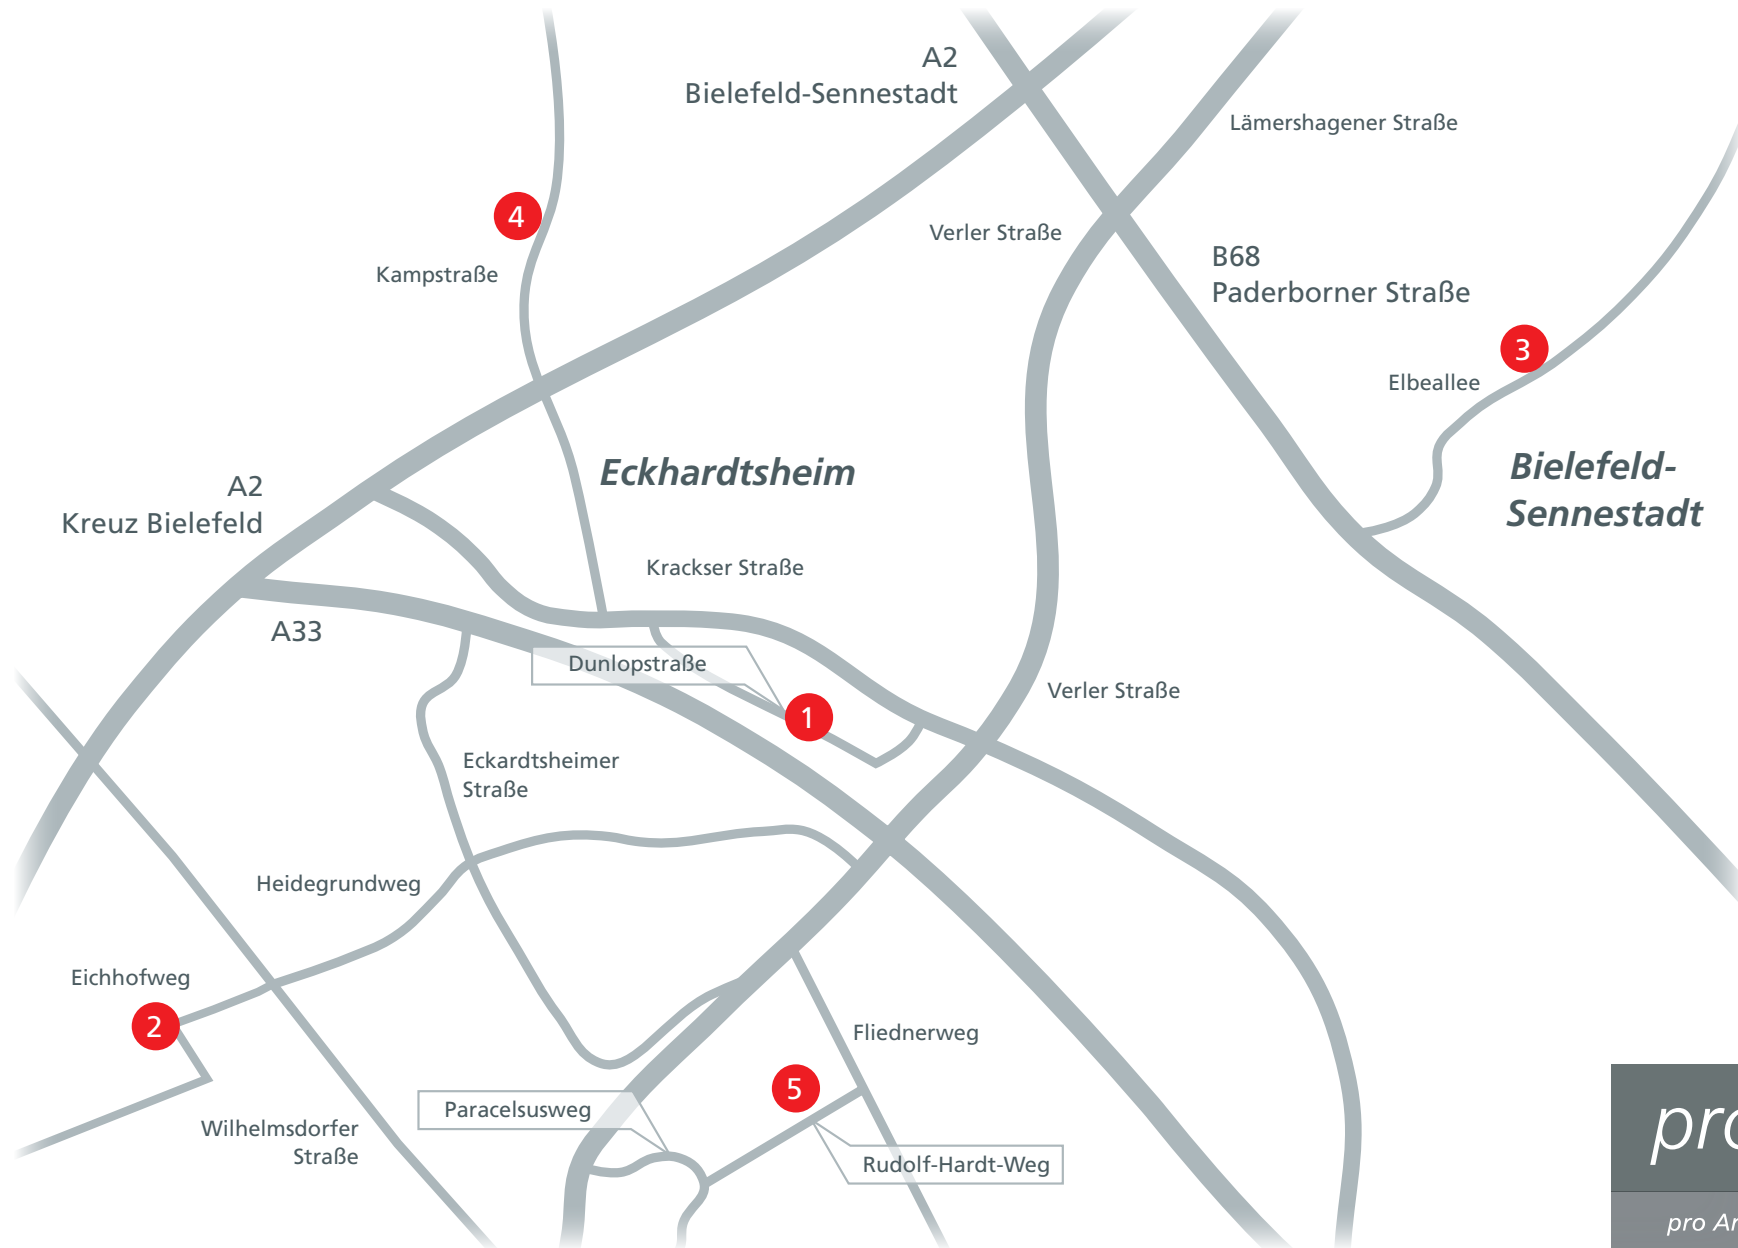 A2
Bielefeld-Sennestadt
Lämershagener Straße
4
Verler Straße
Kampstraße
B68
Paderborner Straße
3
Elbeallee
Eckhardtsheim
Bielefeld-
Sennestadt
A2
Kreuz Bielefeld
Krackser Straße
A33
Dunlopstraße
1
Verler Straße
Eckardtsheimer
Straße
Heidegrundweg
Eichhofweg
2
Fliednerweg
5
Paracelsusweg
Wilhelmsdorfer
Straße
Rudolf-Hardt-Weg
pro